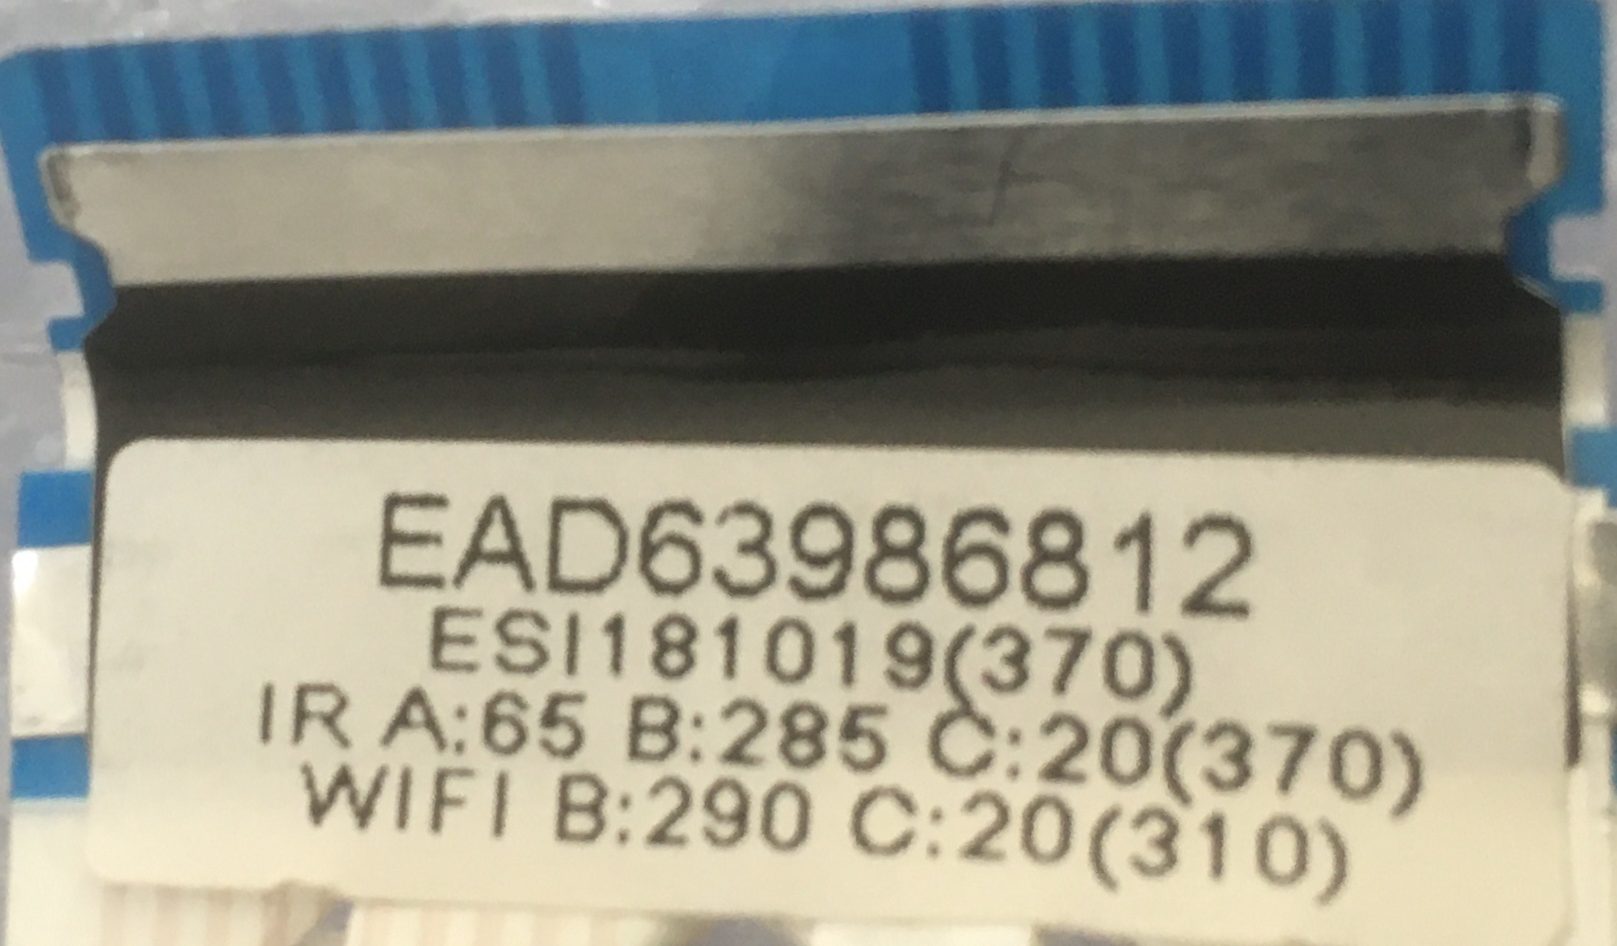 EAD63986812
ESI181019(370)
IR A:65 B:285 C:20(370)
WIFI B:290 C:20(310)